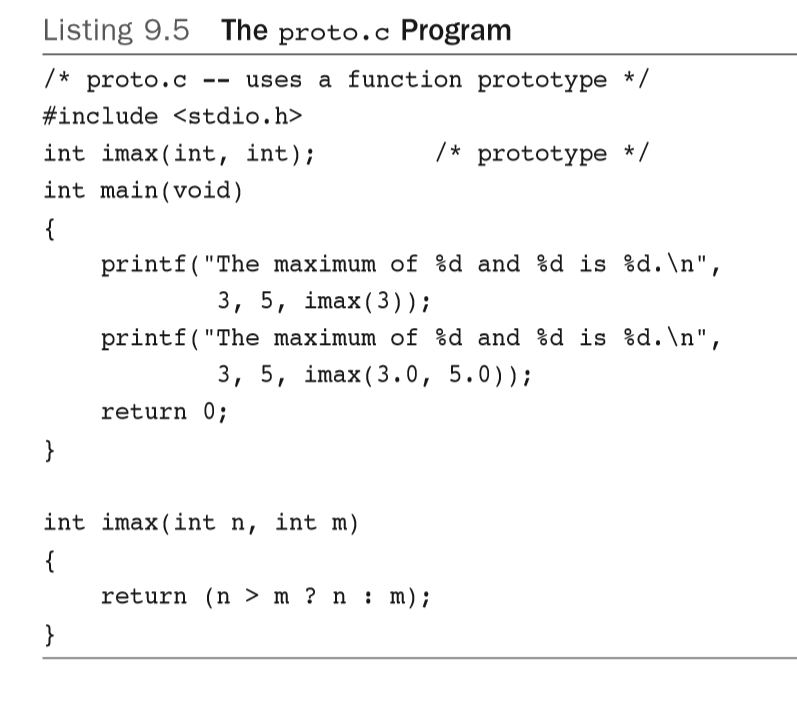 Listing 9.5 The proto.c Program
/* proto.c -- uses a function prototype */
#include <stdio.h>
int imax(int, int);        /* prototype */
int main(void)
{
    printf("The maximum of %d and %d is %d.\n",
            3, 5, imax(3));
    printf("The maximum of %d and %d is %d.\n",
            3, 5, imax(3.0, 5.0));
    return 0;
}
int imax(int n, int m)
{
    return (n > m ? n : m);
}